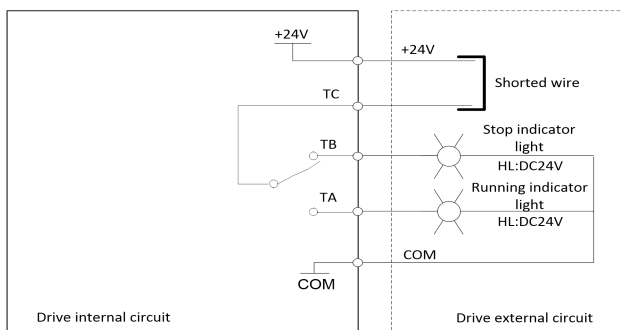 +24V
+24V
Shorted wire
TC
Stop indicator
light
TB
HL:DC24V
Running indicator
light
TA
HL:DC24V
COM
COM
Drive internal circuit
Drive external circuit